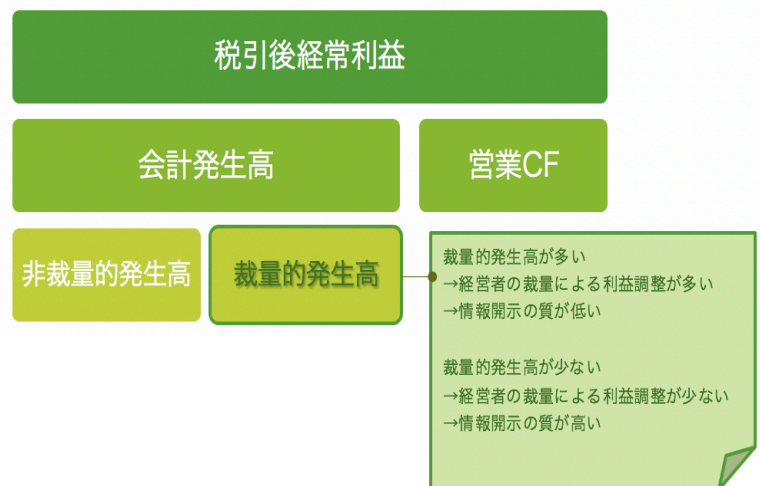 税引後経常利益
会計発生高
営業CF
非裁量的発生高
裁量的発生高
裁量的発生高が多い
→経営者の裁量による利益調整が多い
→情報開示の質が低い
裁量的発生高が少ない
→経営者の裁量による利益調整が少ない
→情報開示の質が高い